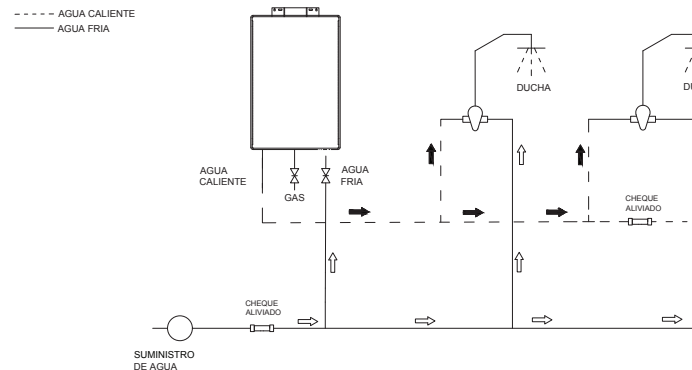 AGUA CALIENTE
AGUA FRIA
DUCHA
AGUA
CALIENTE
GAS
AGUA
FRIA
CHEQUE
ALIVIADO
CHEQUE
ALIVIADO
SUMINISTRO
DE AGUA